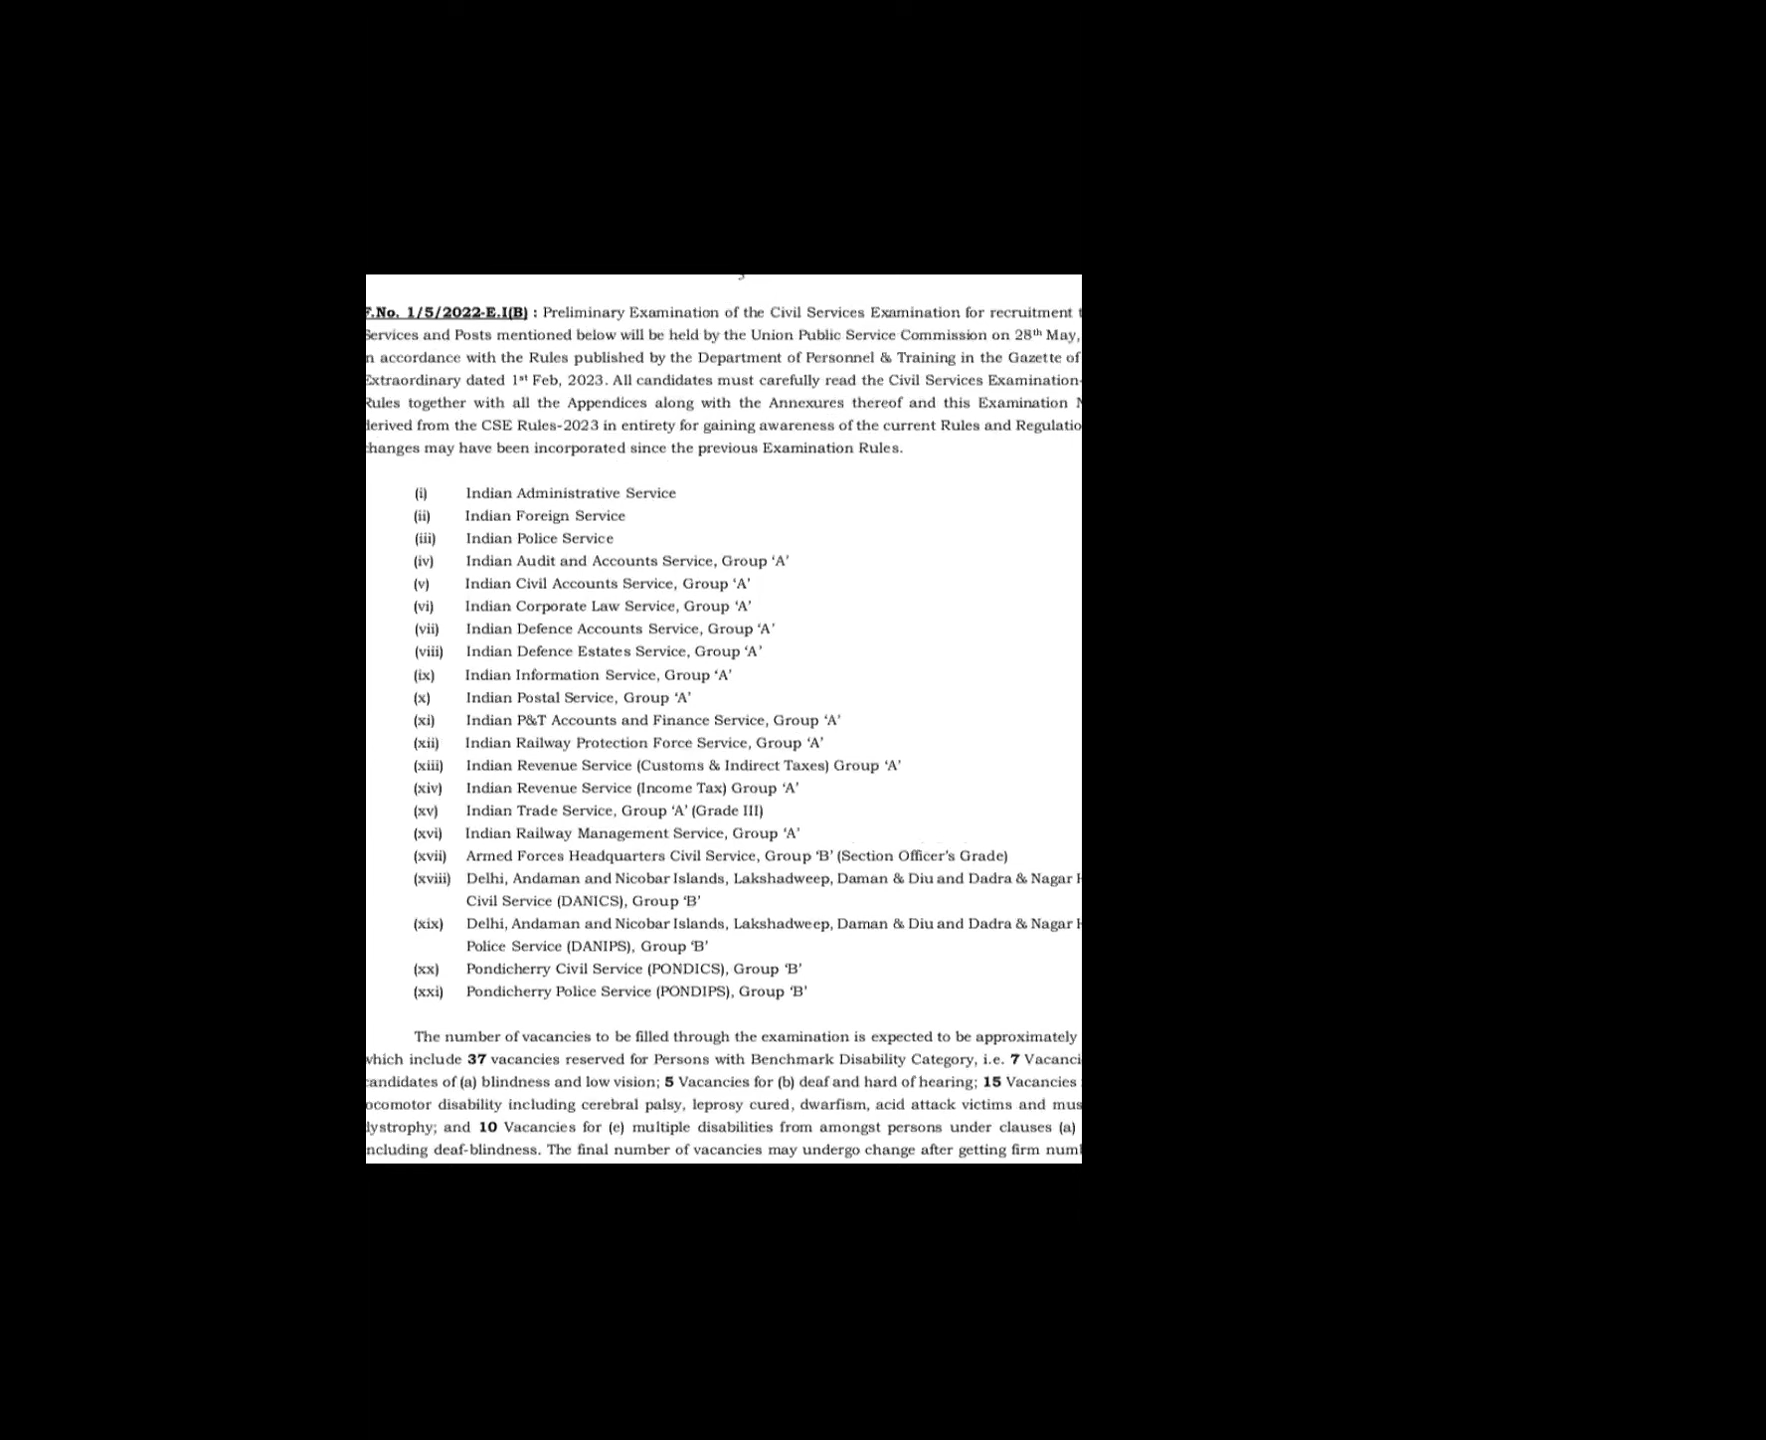 F.No. 1/5/2022-E.I(B) : Preliminary Examination of the Civil Services Examination for recruitment
Services and Posts mentioned below will be held by the Union Public Service Commission on 28th May,
n accordance with the Rules published by the Department of Personnel & Training in the Gazette of
Extraordinary dated 1st Feb, 2023. All candidates must carefully read the Civil Services Examination-
Rules together with all the Appendices along with the Annexures thereof and this Examination
derived from the CSE Rules-2023 in entirety for gaining awareness of the current Rules and Regulatio
changes may have been incorporated since the previous Examination Rules.
(i) Indian Administrative Service
(ii) Indian Foreign Service
(iii) Indian Police Service
(iv) Indian Audit and Accounts Service, Group ‘A’
(v) Indian Civil Accounts Service, Group ‘A’
(vi) Indian Corporate Law Service, Group ‘A’
(vii) Indian Defence Accounts Service, Group ‘A’
(viii) Indian Defence Estates Service, Group ‘A’
(ix) Indian Information Service, Group ‘A’
(x) Indian Postal Service, Group ‘A’
(xi) Indian P&T Accounts and Finance Service, Group ‘A’
(xii) Indian Railway Protection Force Service, Group ‘A’
(xiii) Indian Revenue Service (Customs & Indirect Taxes) Group ‘A’
(xiv) Indian Revenue Service (Income Tax) Group ‘A’
(xv) Indian Trade Service, Group ‘A’ (Grade III)
(xvi) Indian Railway Management Service, Group ‘A’
(xvii) Armed Forces Headquarters Civil Service, Group ‘B’ (Section Officer’s Grade)
(xviii) Delhi, Andaman and Nicobar Islands, Lakshadweep, Daman & Diu and Dadra & Nagar
Civil Service (DANICS), Group ‘B’
(xix) Delhi, Andaman and Nicobar Islands, Lakshadweep, Daman & Diu and Dadra & Nagar
Police Service (DANIPS), Group ‘B’
(xx) Pondicherry Civil Service (PONDICS), Group ‘B’
(xxi) Pondicherry Police Service (PONDIPS), Group ‘B’
The number of vacancies to be filled through the examination is expected to be approximately
which include 37 vacancies reserved for Persons with Benchmark Disability Category, i.e. 7 Vacanci
candidates of (a) blindness and low vision; 5 Vacancies for (b) deaf and hard of hearing; 15 Vacancies
ocomotor disability including cerebral palsy, leprosy cured, dwarfism, acid attack victims and mus
dystrophy; and 10 Vacancies for (e) multiple disabilities from amongst persons under clauses (a)
ncluding deaf-blindness. The final number of vacancies may undergo change after getting firm num